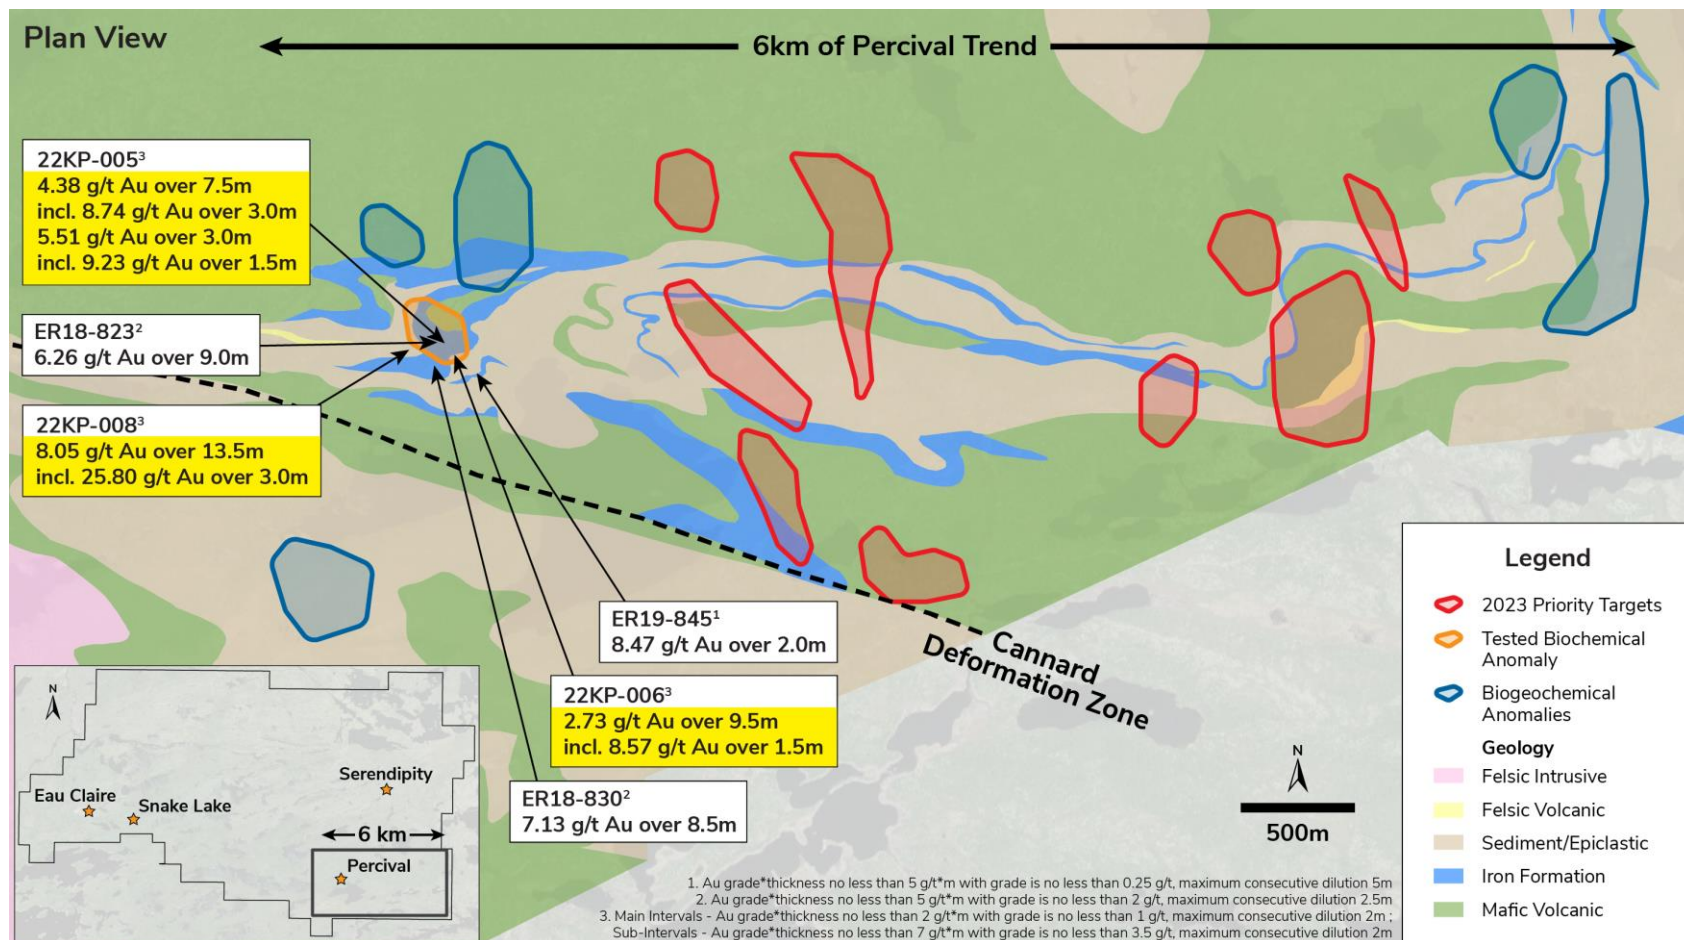 Plan View
6km of Percival Trend
22KP-005³
4.38 g/t Au over 7.5m
incl. 8.74 g/t Au over 3.0m
5.51 g/t Au over 3.0m
incl. 9.23 g/t Au over 1.5m
ER18-823²
6.26 g/t Au over 9.0m
22KP-008³
8.05 g/t Au over 13.5m
incl. 25.80 g/t Au over 3.0m
ER19-845¹
8.47 g/t Au over 2.0m
22KP-006³
2.73 g/t Au over 9.5m
incl. 8.57 g/t Au over 1.5m
ER18-830²
7.13 g/t Au over 8.5m
Cannard
Deformation Zone
N
500m
N
Eau Claire
Snake Lake
Serendipity
6 km
Percival
Legend
2023 Priority Targets
Tested Biochemical
Anomaly
Biogeochemical
Anomalies
Geology
Felsic Intrusive
Felsic Volcanic
Sediment/Epiclastic
Iron Formation
Mafic Volcanic
1. Au grade*thickness no less than 5 g/t*m with grade is no less than 0.25 g/t, maximum consecutive dilution 5m
2. Au grade*thickness no less than 5 g/t*m with grade is no less than 2 g/t, maximum consecutive dilution 2.5m
3. Main Intervals - Au grade*thickness no less than 2 g/t*m with grade is no less than 1 g/t, maximum consecutive dilution 2m ;
Sub-Intervals - Au grade*thickness no less than 7 g/t*m with grade is no less than 3.5 g/t, maximum consecutive dilution 2m